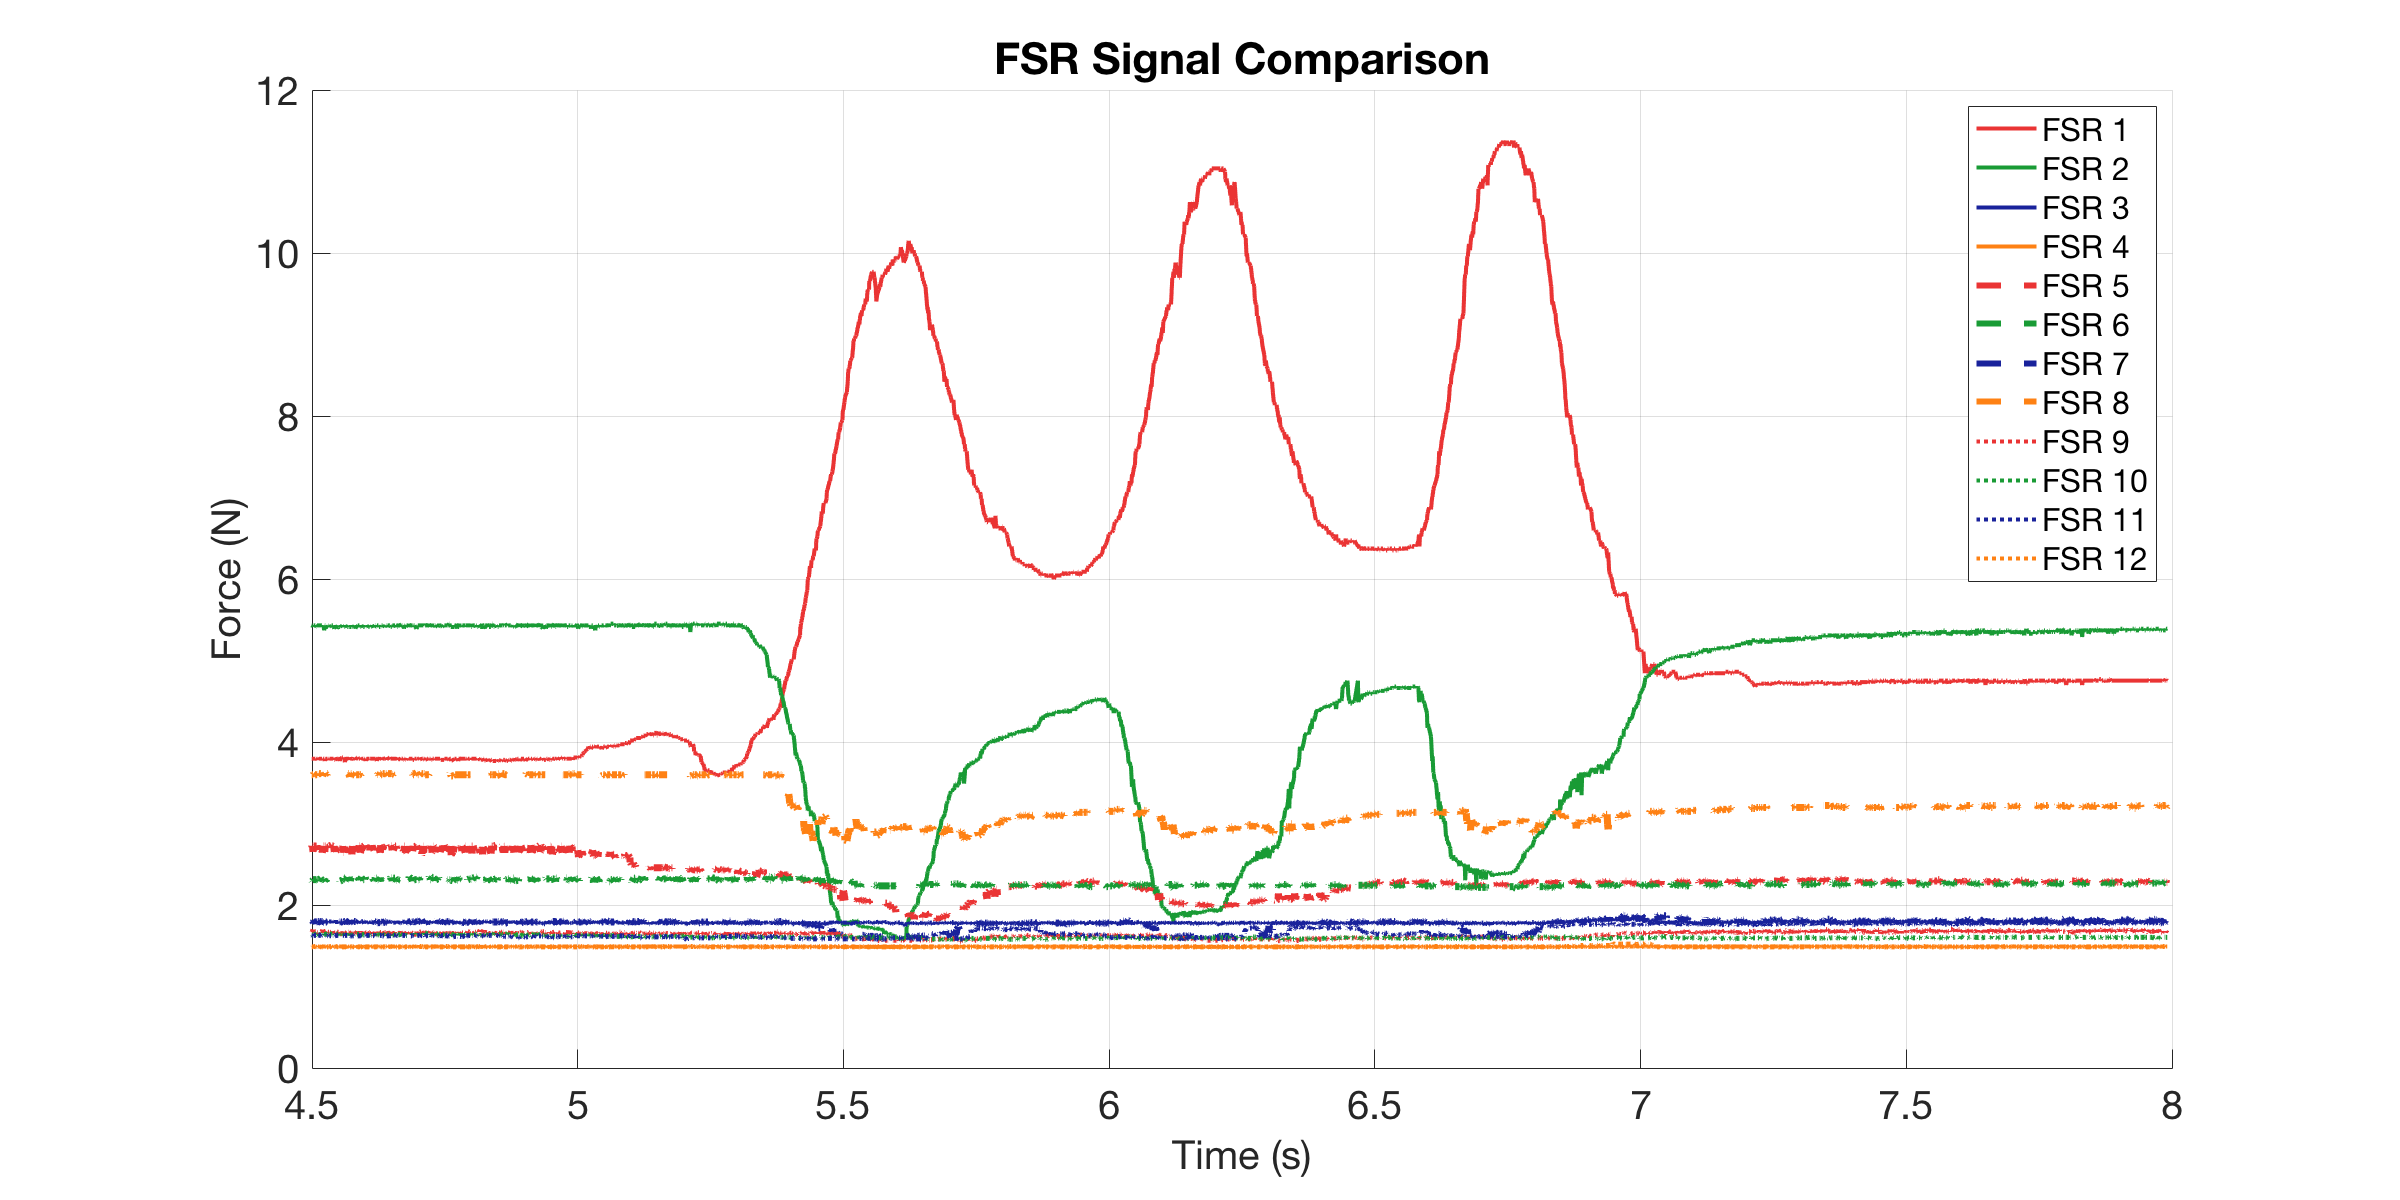 FSR Signal Comparison
12
10
8
6
4
2
0
Force (N)
4.5 5 5.5 6 6.5 7 7.5 8
Time (s)
FSR 1
FSR 2
FSR 3
FSR 4
FSR 5
FSR 6
FSR 7
FSR 8
FSR 9
FSR 10
FSR 11
FSR 12